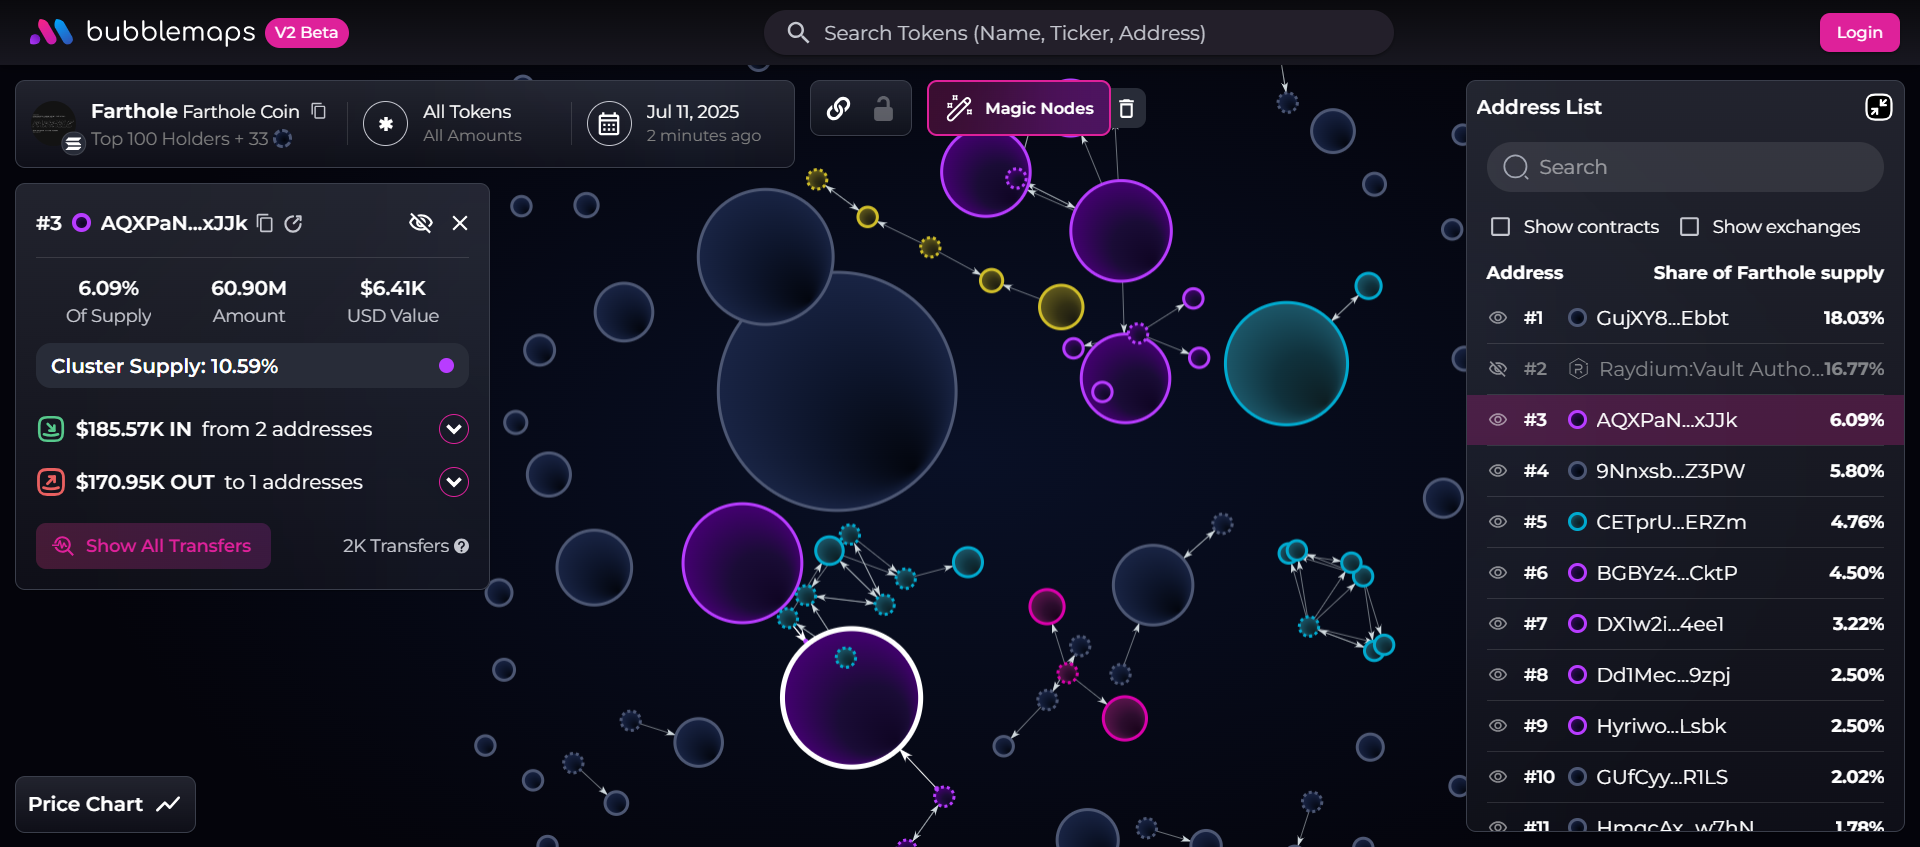 bubblemaps V2 Beta
Search Tokens (Name, Ticker, Address)
Login
Farthole Farthole Coin
Top 100 Holders + 33
All Tokens
All Amounts
Jul 11, 2025
2 minutes ago
Magic Nodes
#3 AQXPaN...xJJk
6.09% 60.90M $6.41K
Of Supply Amount USD Value
Cluster Supply: 10.59%
$185.57K IN from 2 addresses
$170.95K OUT to 1 addresses
Show All Transfers 2K Transfers ?
Price Chart
Address List
Search
Show contracts Show exchanges
Address Share of Farthole supply
#1 GujXY8...Ebbt 18.03%
#2 Raydium:Vault Autho...16.77%
#3 AQXPaN...xJJk 6.09%
#4 9Nnxsb...Z3PW 5.80%
#5 CETprU...ERZm 4.76%
#6 BGBYz4...CktP 4.50%
#7 DX1w2i...4ee1 3.22%
#8 Dd1Mec...9zpj 2.50%
#9 Hyriwo...Lsbk 2.50%
#10 GUfCyy...R1LS 2.02%
#11 1.78%